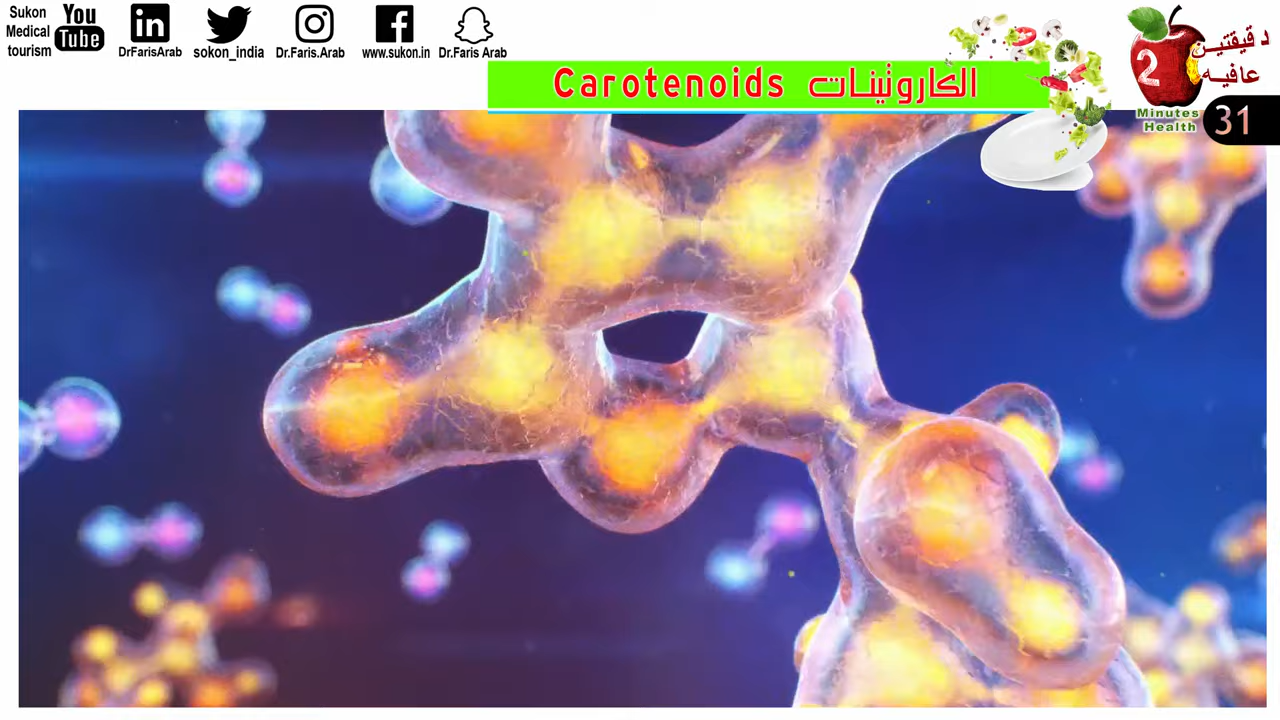 Sukon
Medical
tourism
You
Tube
DrFarisArab
sokon_india
Dr.Faris.Arab
www.sukon.in
Dr.Faris Arab
Carotenoids الكاروتينات
دقيقتين
عافيه
2
Minutes
Health
31